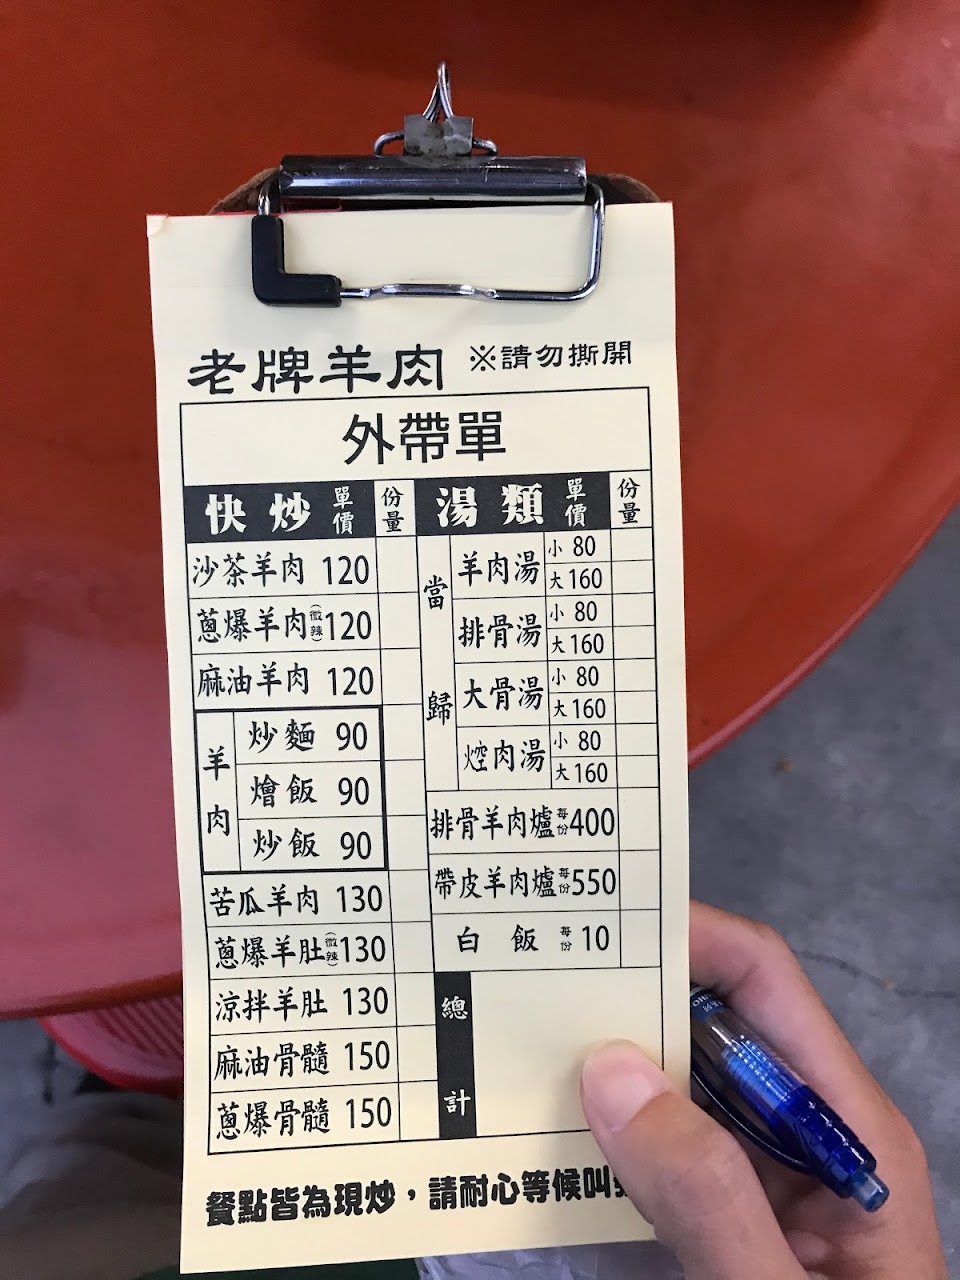 老牌羊肉 ※請勿撕開
外帶單
快炒 單價 份量
沙茶羊肉 120
蔥爆羊肉(微辣)120
麻油羊肉 120
羊肉
炒麵 90
燴飯 90
炒飯 90
苦瓜羊肉 130
蔥爆羊肚(微辣)130
涼拌羊肚 130
麻油骨髓 150
蔥爆骨髓 150
湯類 單價 份量
當歸
羊肉湯 小 80
大 160
排骨湯 小 80
大 160
大骨湯 小 80
大 160
焢肉湯 小 80
大 160
排骨羊肉爐 每份 400
帶皮羊肉爐 每份 550
白飯 每份 10
總計
餐點皆為現炒，請耐心等候叫